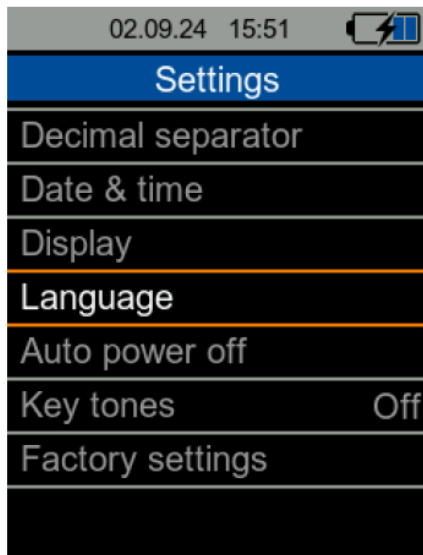 02.09.24 15:51
Settings
Decimal separator
Date & time
Display
Language
Auto power off
Key tones Off
Factory settings